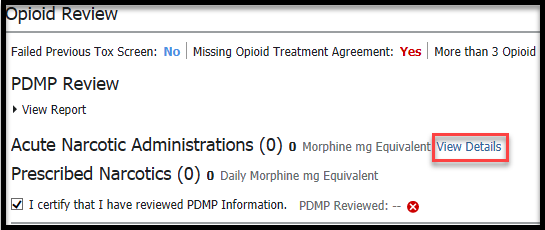 Opioid Review
Failed Previous Tox Screen: No | Missing Opioid Treatment Agreement: Yes | More than 3 Opioid
PDMP Review
View Report
Acute Narcotic Administrations (0) 0 Morphine mg Equivalent View Details
Prescribed Narcotics (0) 0 Daily Morphine mg Equivalent
I certify that I have reviewed PDMP Information. PDMP Reviewed: --